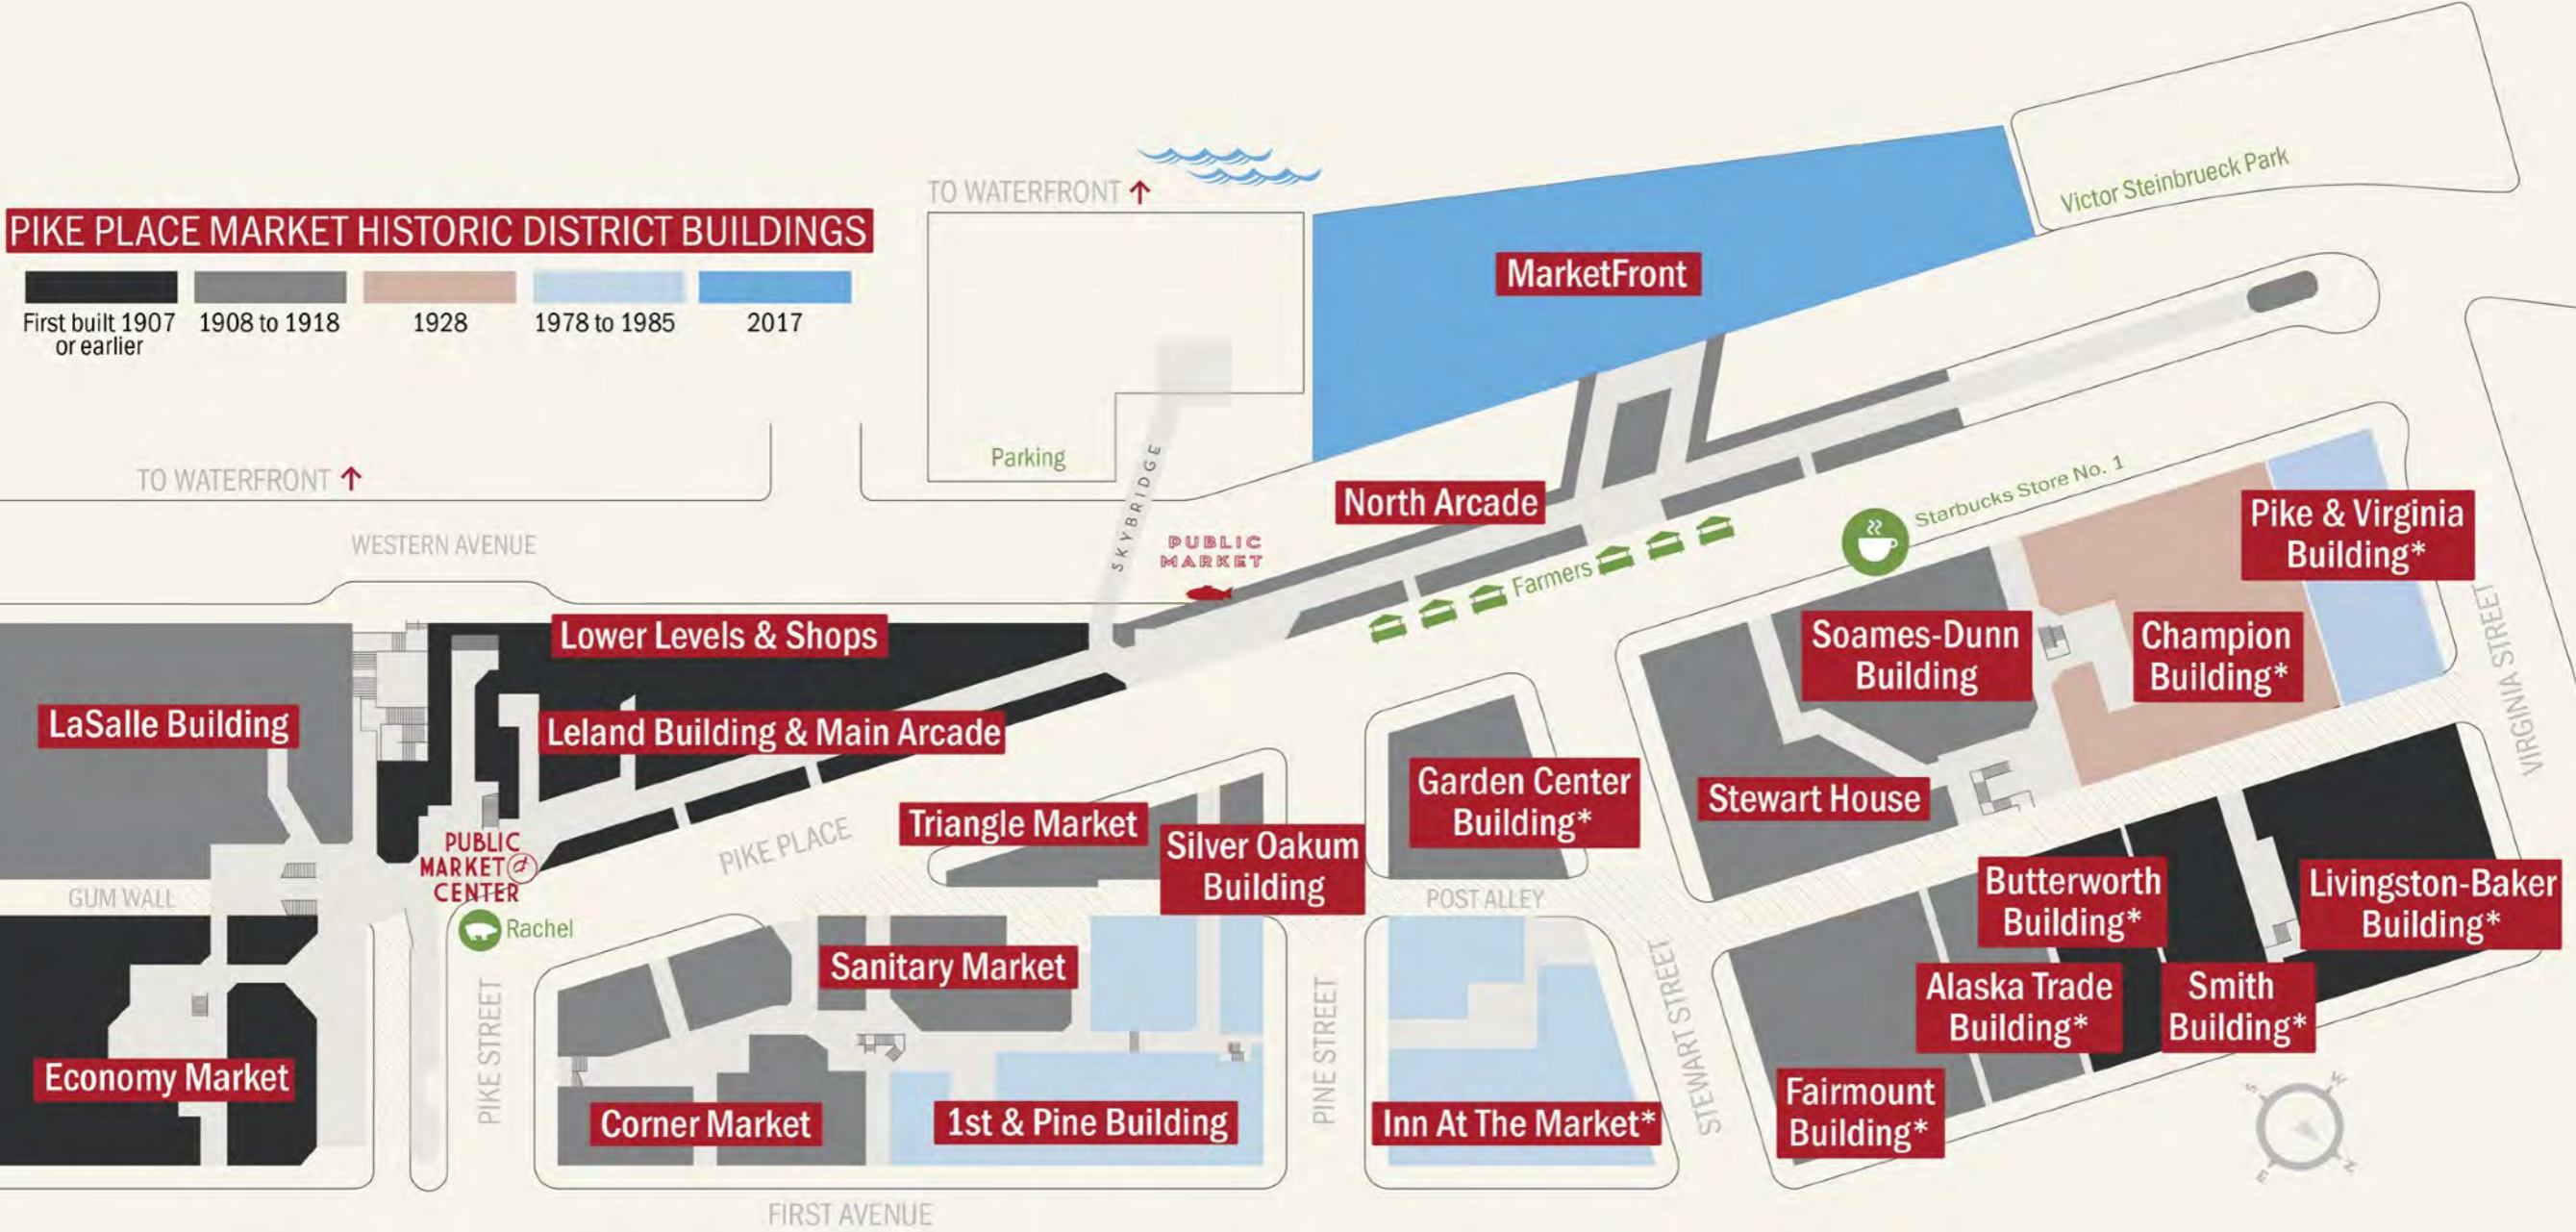 PIKE PLACE MARKET HISTORIC DISTRICT BUILDINGS
First built 1907
or earlier
1908 to 1918
1928
1978 to 1985
2017
TO WATERFRONT
TO WATERFRONT
Parking
SKYBRIDGE
WESTERN AVENUE
MarketFront
Victor Steinbrueck Park
North Arcade
PUBLIC
MARKET
Farmers
Starbucks Store No. 1
Pike & Virginia
Building*
Soames-Dunn
Building
Champion
Building*
VIRGINIA STREET
Lower Levels & Shops
LaSalle Building
Leland Building & Main Arcade
Stewart House
Garden Center
Building*
Triangle Market
Silver Oakum
Building
PIKE PLACE
PUBLIC
MARKET
CENTER
GUM WALL
Rachel
POST ALLEY
Butterworth
Building*
Livingston-Baker
Building*
Sanitary Market
Alaska Trade
Building*
Smith
Building*
Economy Market
PIKE STREET
Corner Market
1st & Pine Building
PINE STREET
Inn At The Market*
STEWART STREET
Fairmount
Building*
S
W
E
N
FIRST AVENUE